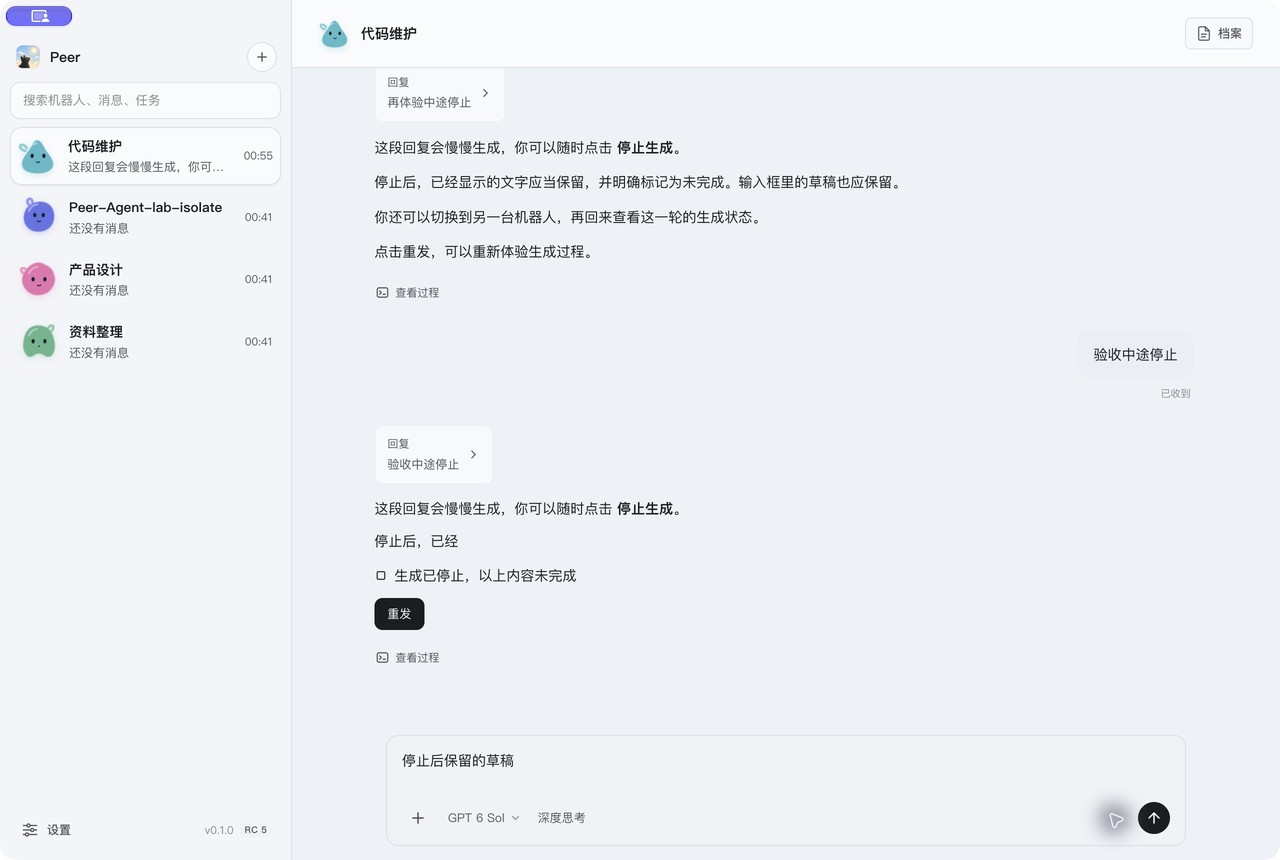 Peer
搜索机器人、消息、任务
代码维护
00:55
这段回复会慢慢生成，你可…
Peer-Agent-lab-isolate
00:41
还没有消息
产品设计
00:41
还没有消息
资料整理
00:41
还没有消息
设置
v0.1.0
RC 5
代码维护
档案
回复
再体验中途停止
这段回复会慢慢生成，你可以随时点击 停止生成。
停止后，已经显示的文字应当保留，并明确标记为未完成。输入框里的草稿也应保留。
你还可以切换到另一台机器人，再回来查看这一轮的生成状态。
点击重发，可以重新体验生成过程。
查看过程
验收中途停止
已收到
回复
验收中途停止
这段回复会慢慢生成，你可以随时点击 停止生成。
停止后，已经
生成已停止，以上内容未完成
重发
查看过程
停止后保留的草稿
GPT 6 Sol
深度思考